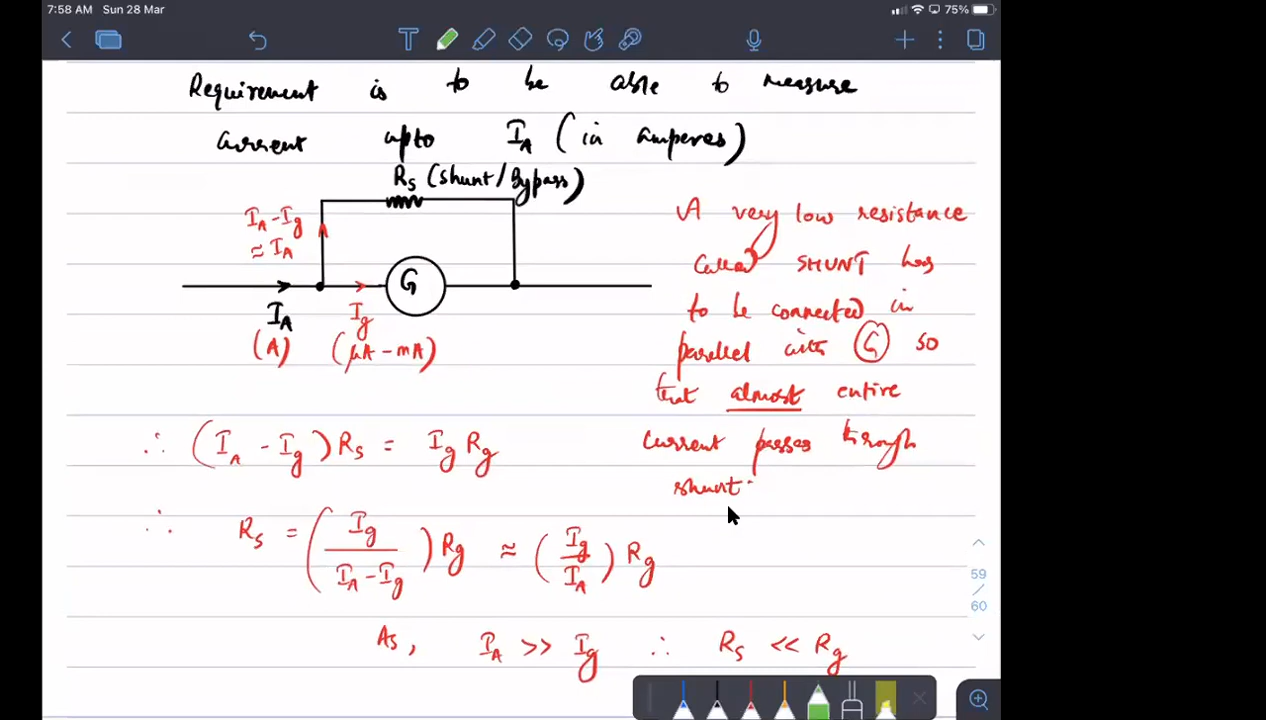 7:58 AM Sun 28 Mar
75%
T
Requirement is to be able to measure
current upto I_A (in amperes)
R_s (shunt/Bypass)
I_A - I_g
≈ I_A
G
I_A
(A)
I_g
(μA - mA)
A very low resistance
called SHUNT has
to be connected in
parallel with G so
that almost entire
current passes through
shunt.
∴ (I_A - I_g) R_s = I_g R_g
∴ R_s = (I_g / (I_A - I_g)) R_g ≈ (I_g / I_A) R_g
As, I_A >> I_g ∴ R_s << R_g
59
/
60